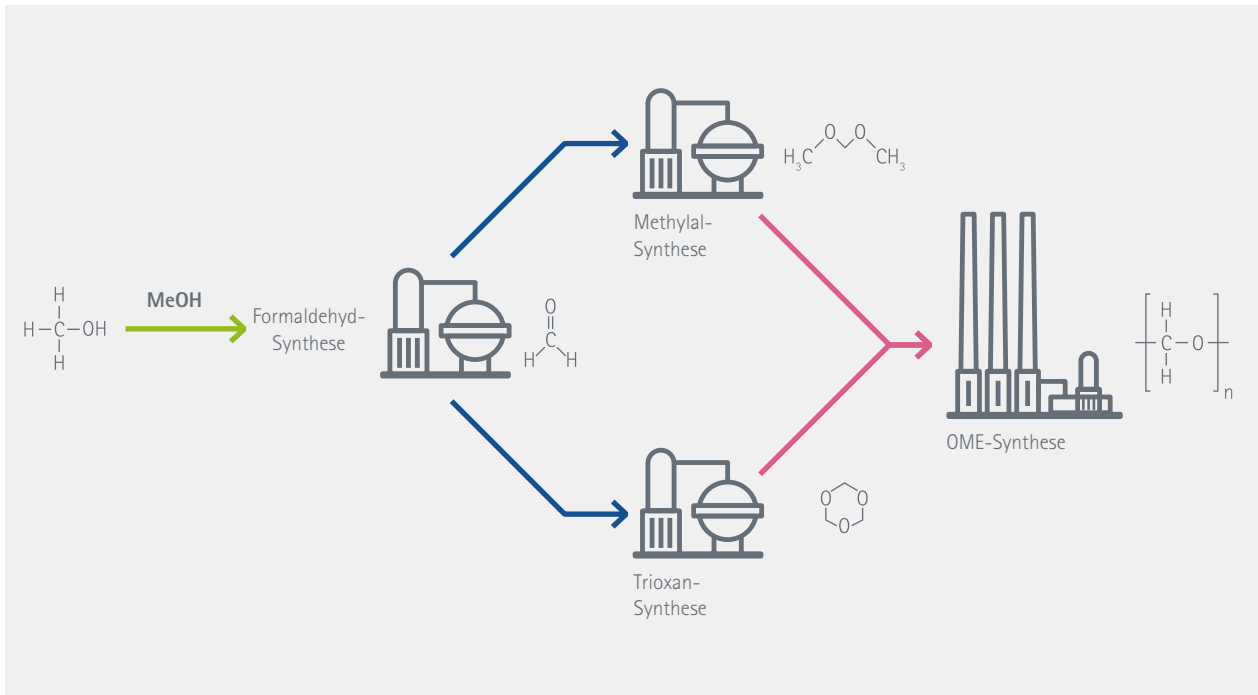 H
H–C–OH
H
MeOH
Formaldehyd-
Synthese
O
C
H H
Methylal-
Synthese
O O
H₃C CH₃
Trioxan-
Synthese
O O
O
OME-Synthese
H
C–O
H
n